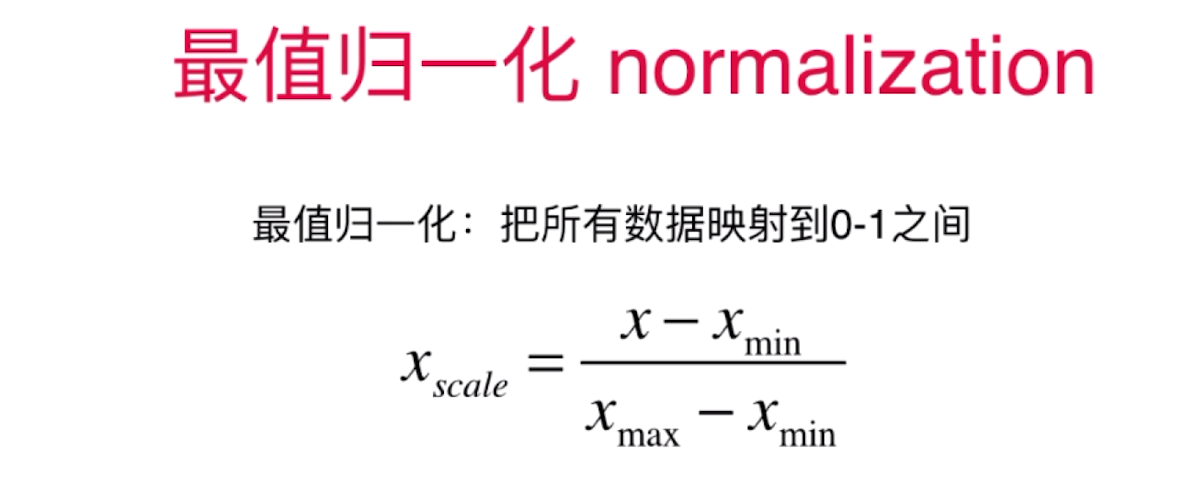 最值归一化 normalization
最值归一化：把所有数据映射到0-1之间
x_scale = (x − x_min) / (x_max − x_min)